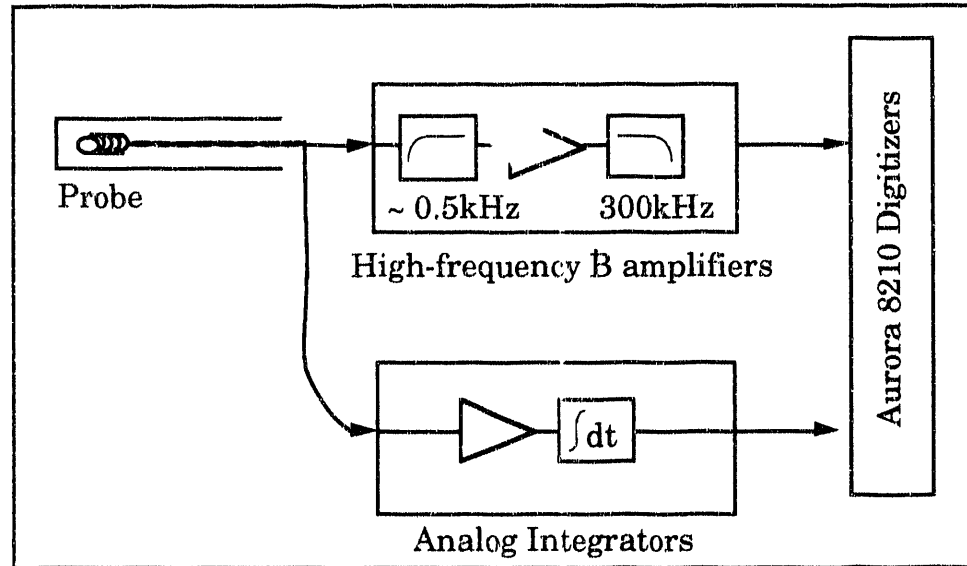 Probe
~ 0.5kHz
300kHz
High-frequency Ḃ amplifiers
∫dt
Analog Integrators
Aurora 8210 Digitizers